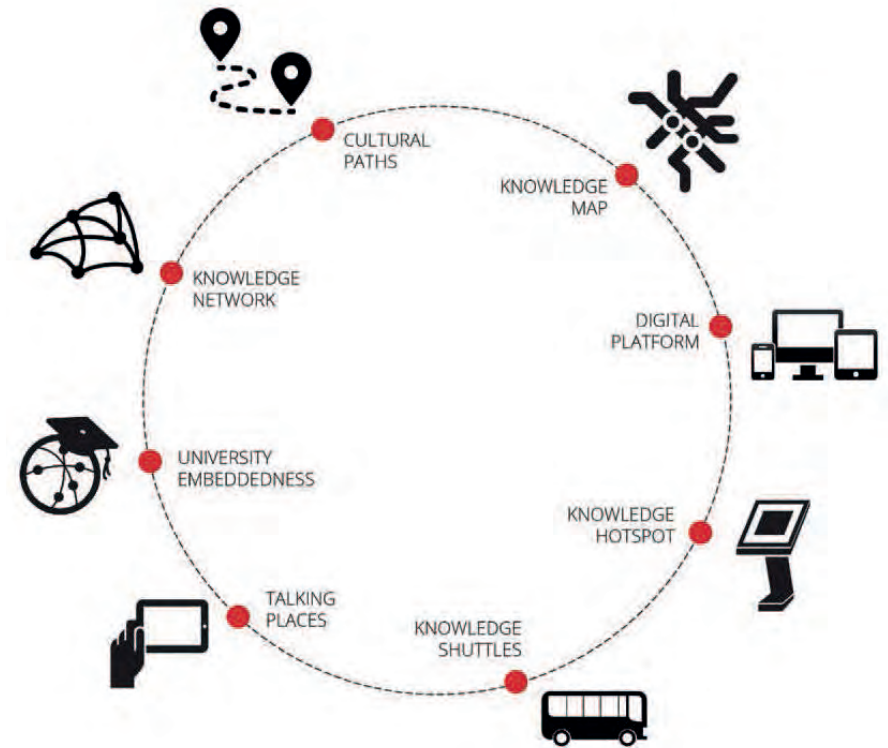 CULTURAL
PATHS
KNOWLEDGE
MAP
KNOWLEDGE
NETWORK
DIGITAL
PLATFORM
UNIVERSITY
EMBEDDEDNESS
KNOWLEDGE
HOTSPOT
TALKING
PLACES
KNOWLEDGE
SHUTTLES